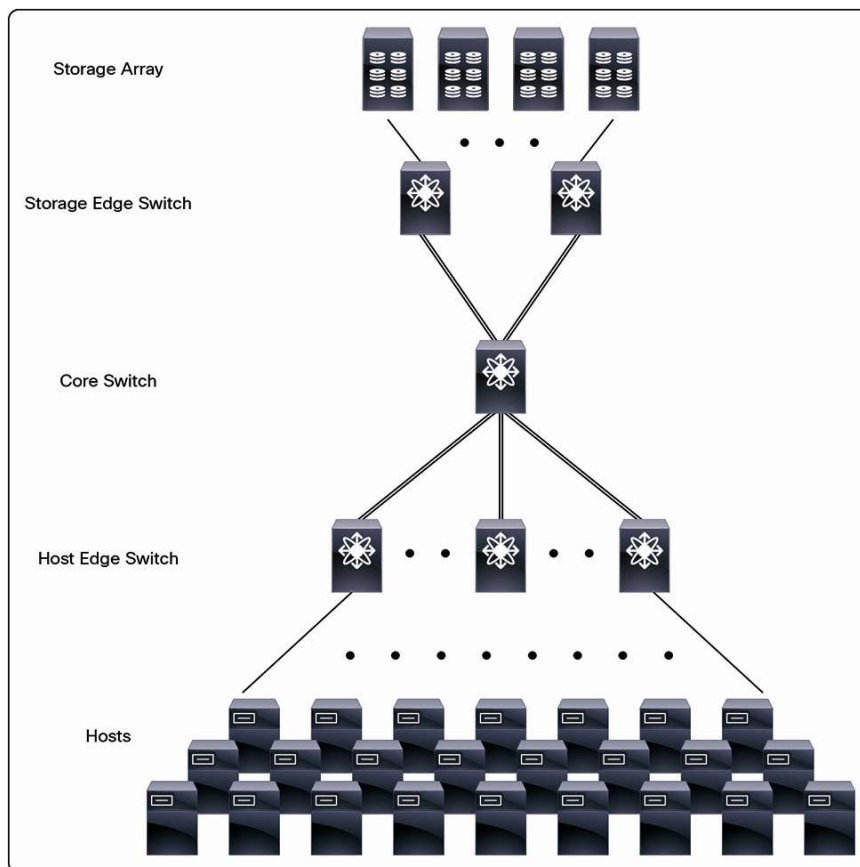 Storage Array
Storage Edge Switch
Core Switch
Host Edge Switch
Hosts